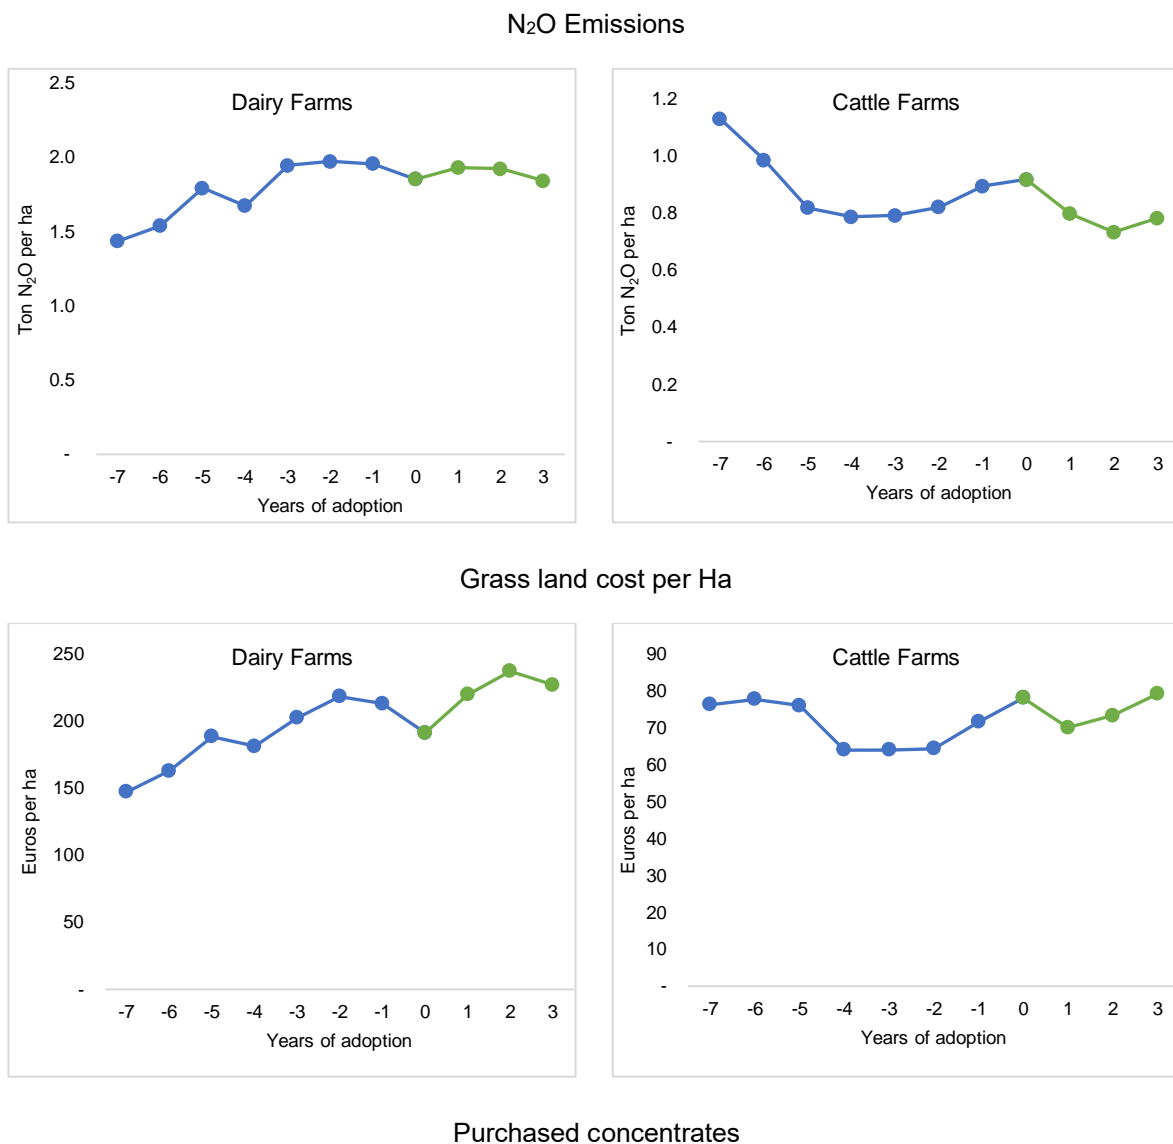 N₂O Emissions
Dairy Farms
2.5
2.0
1.5
1.0
0.5
-
Ton N₂O per ha
-7 -6 -5 -4 -3 -2 -1 0 1 2 3
Years of adoption
Cattle Farms
1.2
1.0
0.8
0.6
0.4
0.2
-
Ton N₂O per ha
-7 -6 -5 -4 -3 -2 -1 0 1 2 3
Years of adoption
Grass land cost per Ha
Dairy Farms
250
200
150
100
50
-
Euros per ha
-7 -6 -5 -4 -3 -2 -1 0 1 2 3
Years of adoption
Cattle Farms
90
80
70
60
50
40
30
20
10
-
Euros per ha
-7 -6 -5 -4 -3 -2 -1 0 1 2 3
Years of adoption
Purchased concentrates